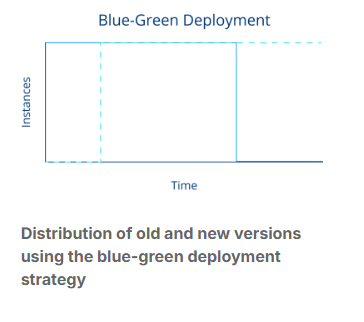 Blue-Green Deployment
Instances
Time
Distribution of old and new versions
using the blue-green deployment
strategy